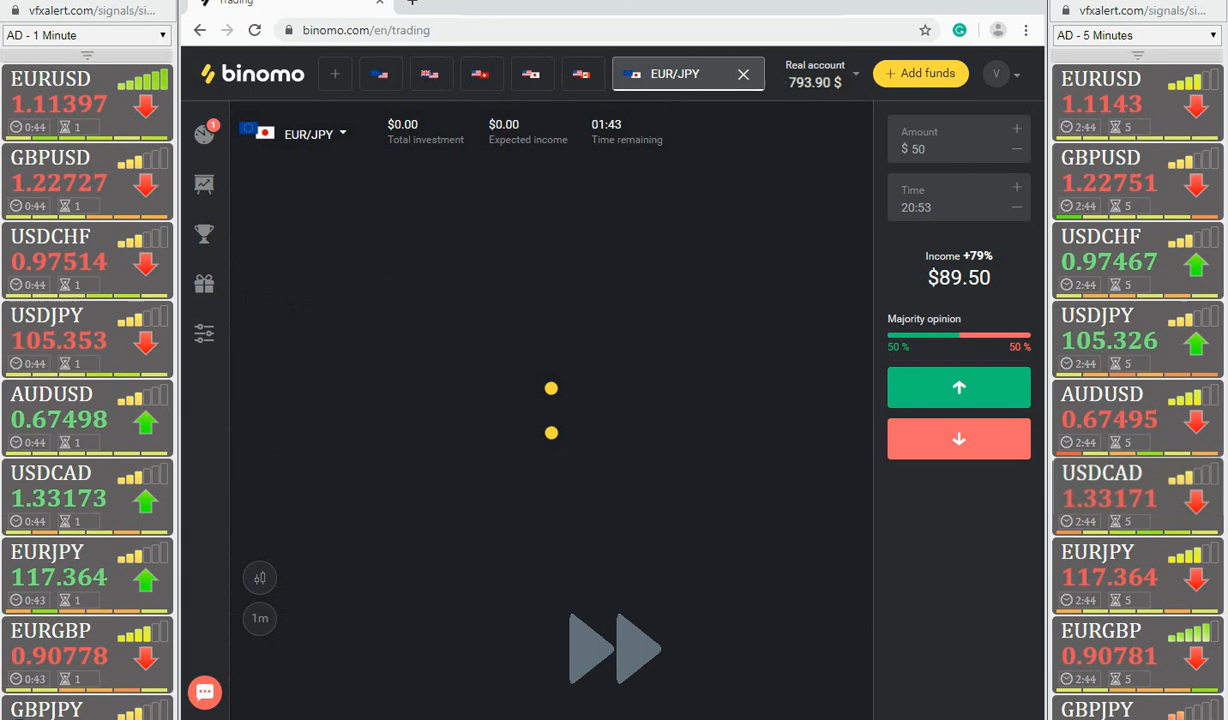 vfxalert.com/signals/si...
AD - 1 Minute
EURUSD
1.11397
0:44 1
GBPUSD
1.22727
0:44 1
USDCHF
0.97514
0:44 1
USDJPY
105.353
0:44 1
AUDUSD
0.67498
0:44 1
USDCAD
1.33173
0:44 1
EURJPY
117.364
0:43 1
EURGBP
0.90778
0:43 1
GBPJPY
Trading
binomo.com/en/trading
binomo
EUR/JPY
Real account
793.90 $
Add funds
V
1
EUR/JPY
$0.00
Total investment
$0.00
Expected income
01:43
Time remaining
Amount
$ 50
Time
20:53
Income +79%
$89.50
Majority opinion
50 % 50 %
1m
vfxalert.com/signals/si...
AD - 5 Minutes
EURUSD
1.1143
2:44 5
GBPUSD
1.22751
2:44 5
USDCHF
0.97467
2:44 5
USDJPY
105.326
2:44 5
AUDUSD
0.67495
2:44 5
USDCAD
1.33171
2:44 5
EURJPY
117.364
2:44 5
EURGBP
0.90781
2:44 5
GBPJPY